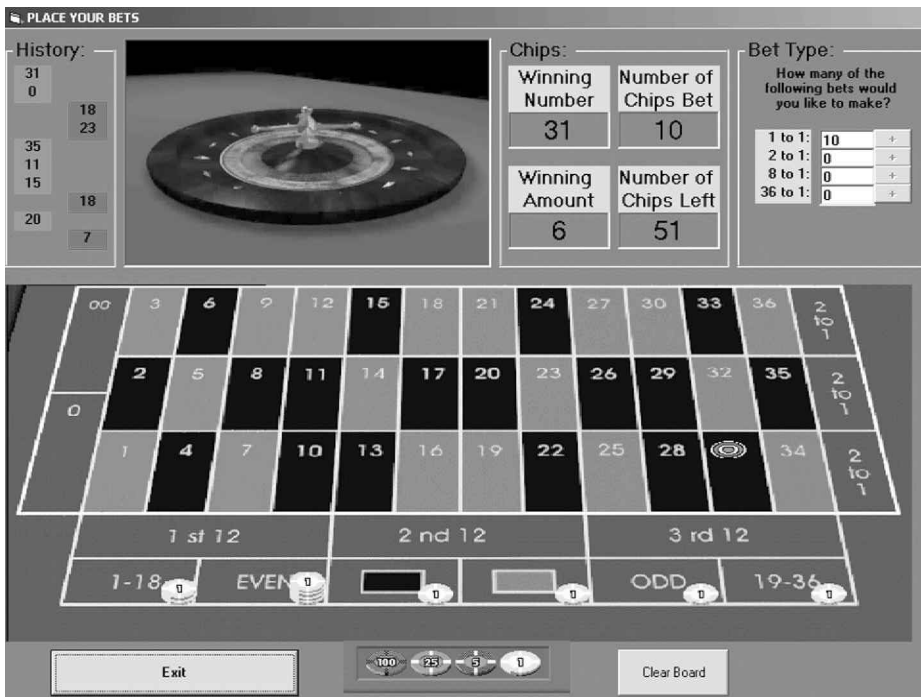 PLACE YOUR BETS
History:
31
0
18
23
35
11
15
18
20
7
Chips:
Winning Number
Number of Chips Bet
31
10
Winning Amount
Number of Chips Left
6
51
Bet Type:
How many of the
following bets would
you like to make?
1 to 1: 10 +
2 to 1: 0 +
8 to 1: 0 +
36 to 1: 0 +
00 3 6 9 12 15 18 21 24 27 30 33 36 2 to 1
2 5 8 11 14 17 20 23 26 29 32 35 2 to 1
0
1 4 7 10 13 16 19 22 25 28 34 2 to 1
1 st 12 2 nd 12 3 rd 12
1-18 1 EVEN 1 1 1 ODD 1 19-36 1
Exit
100 25 5 1
Clear Board